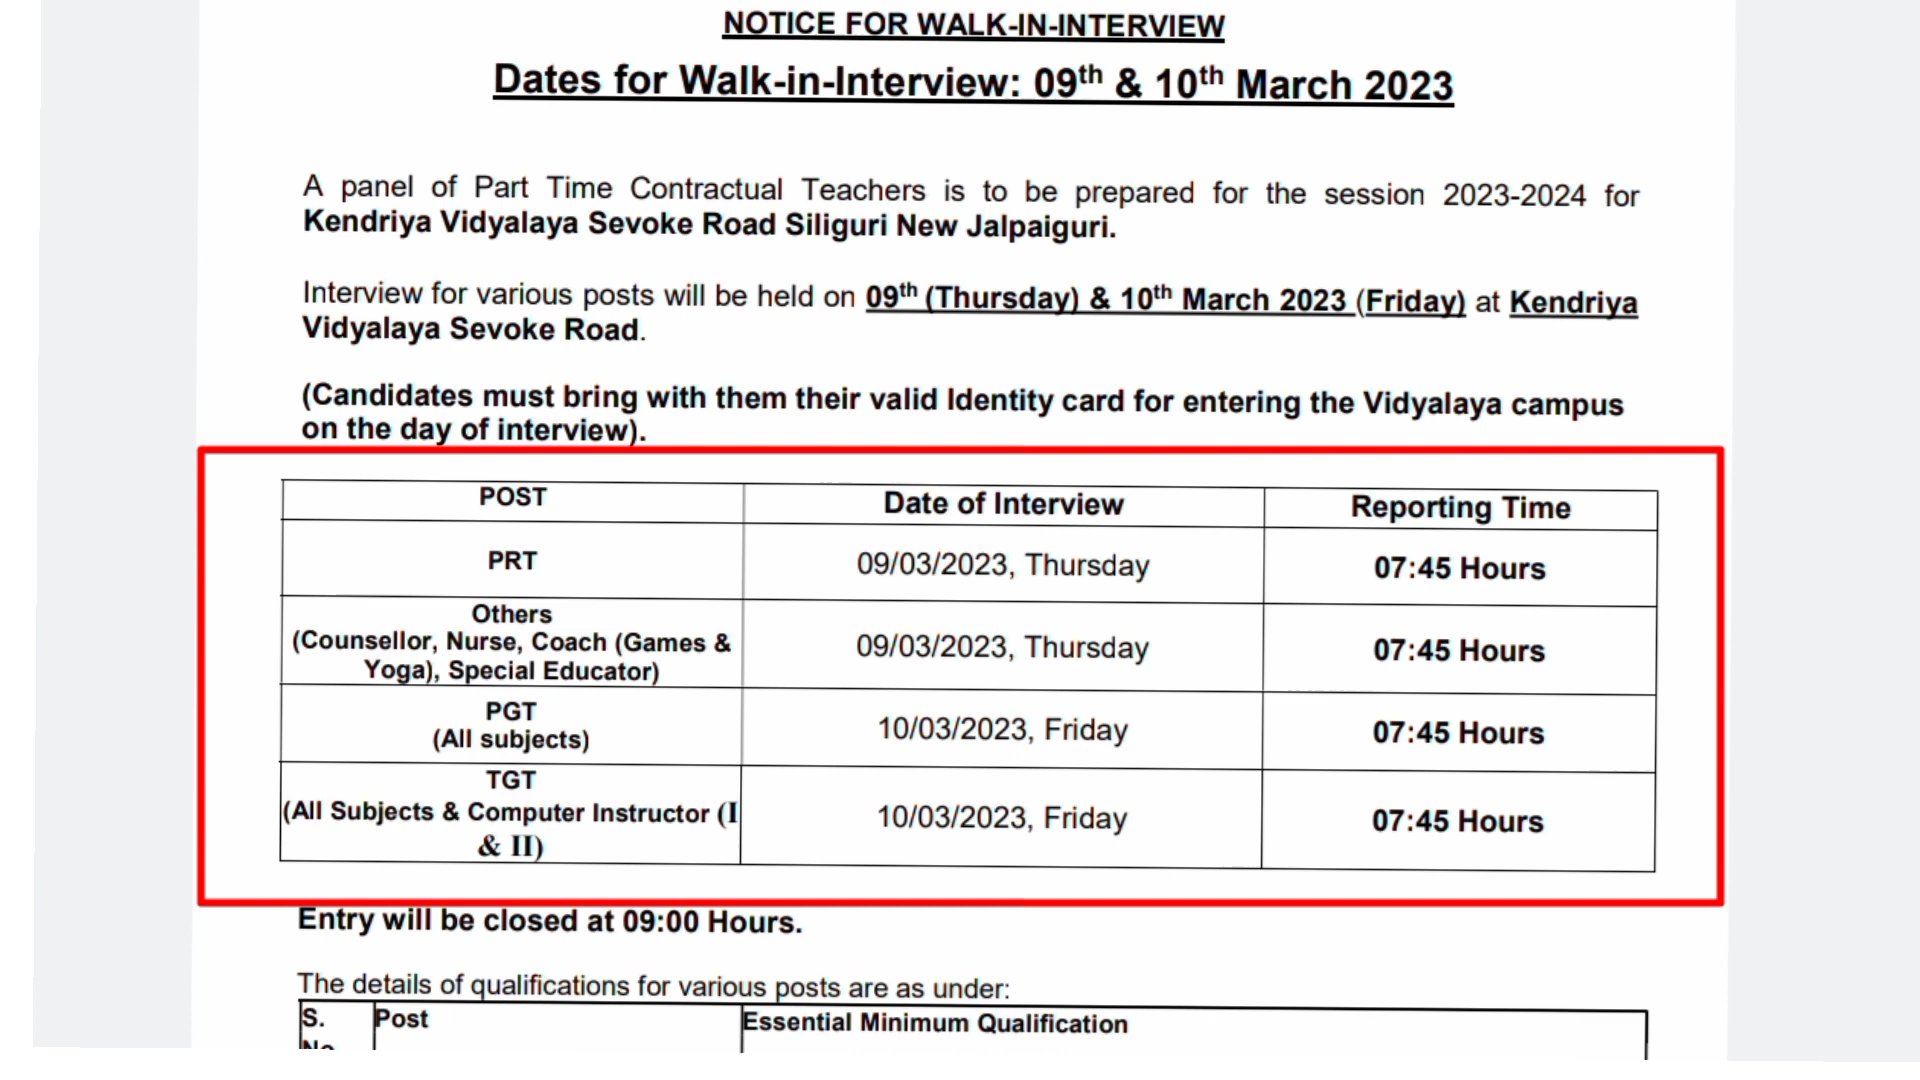 NOTICE FOR WALK-IN-INTERVIEW
Dates for Walk-in-Interview: 09th & 10th March 2023
A panel of Part Time Contractual Teachers is to be prepared for the session 2023-2024 for
Kendriya Vidyalaya Sevoke Road Siliguri New Jalpaiguri.
Interview for various posts will be held on 09th (Thursday) & 10th March 2023 (Friday) at Kendriya
Vidyalaya Sevoke Road.
(Candidates must bring with them their valid Identity card for entering the Vidyalaya campus
on the day of interview).
POST Date of Interview Reporting Time
PRT 09/03/2023, Thursday 07:45 Hours
Others
(Counsellor, Nurse, Coach (Games &
Yoga), Special Educator) 09/03/2023, Thursday 07:45 Hours
PGT
(All subjects) 10/03/2023, Friday 07:45 Hours
TGT
(All Subjects & Computer Instructor (I
& II) 10/03/2023, Friday 07:45 Hours
Entry will be closed at 09:00 Hours.
The details of qualifications for various posts are as under:
S. Post Essential Minimum Qualification
No